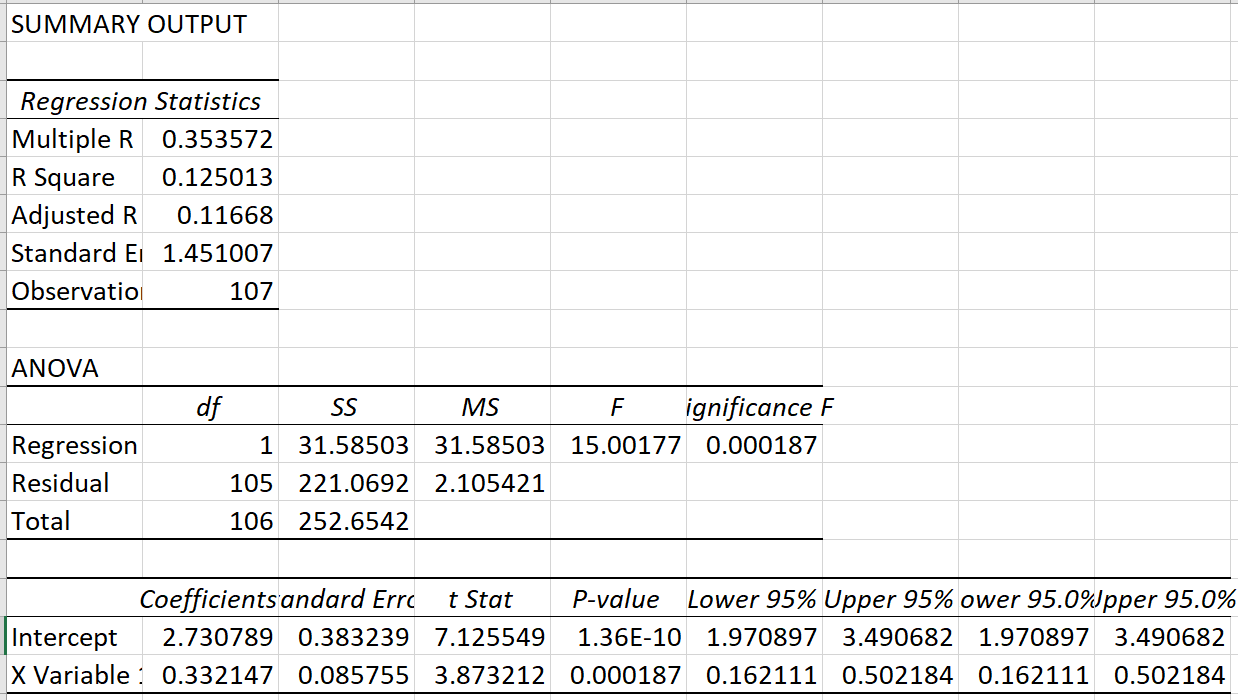 SUMMARY OUTPUT
Regression Statistics
Multiple R 0.353572
R Square 0.125013
Adjusted R 0.11668
Standard Er 1.451007
Observation 107
ANOVA
df SS MS F ignificance F
Regression 1 31.58503 31.58503 15.00177 0.000187
Residual 105 221.0692 2.105421
Total 106 252.6542
Coefficients andard Erro t Stat P-value Lower 95% Upper 95% ower 95.0% Upper 95.0%
Intercept 2.730789 0.383239 7.125549 1.36E-10 1.970897 3.490682 1.970897 3.490682
X Variable 1 0.332147 0.085755 3.873212 0.000187 0.162111 0.502184 0.162111 0.502184